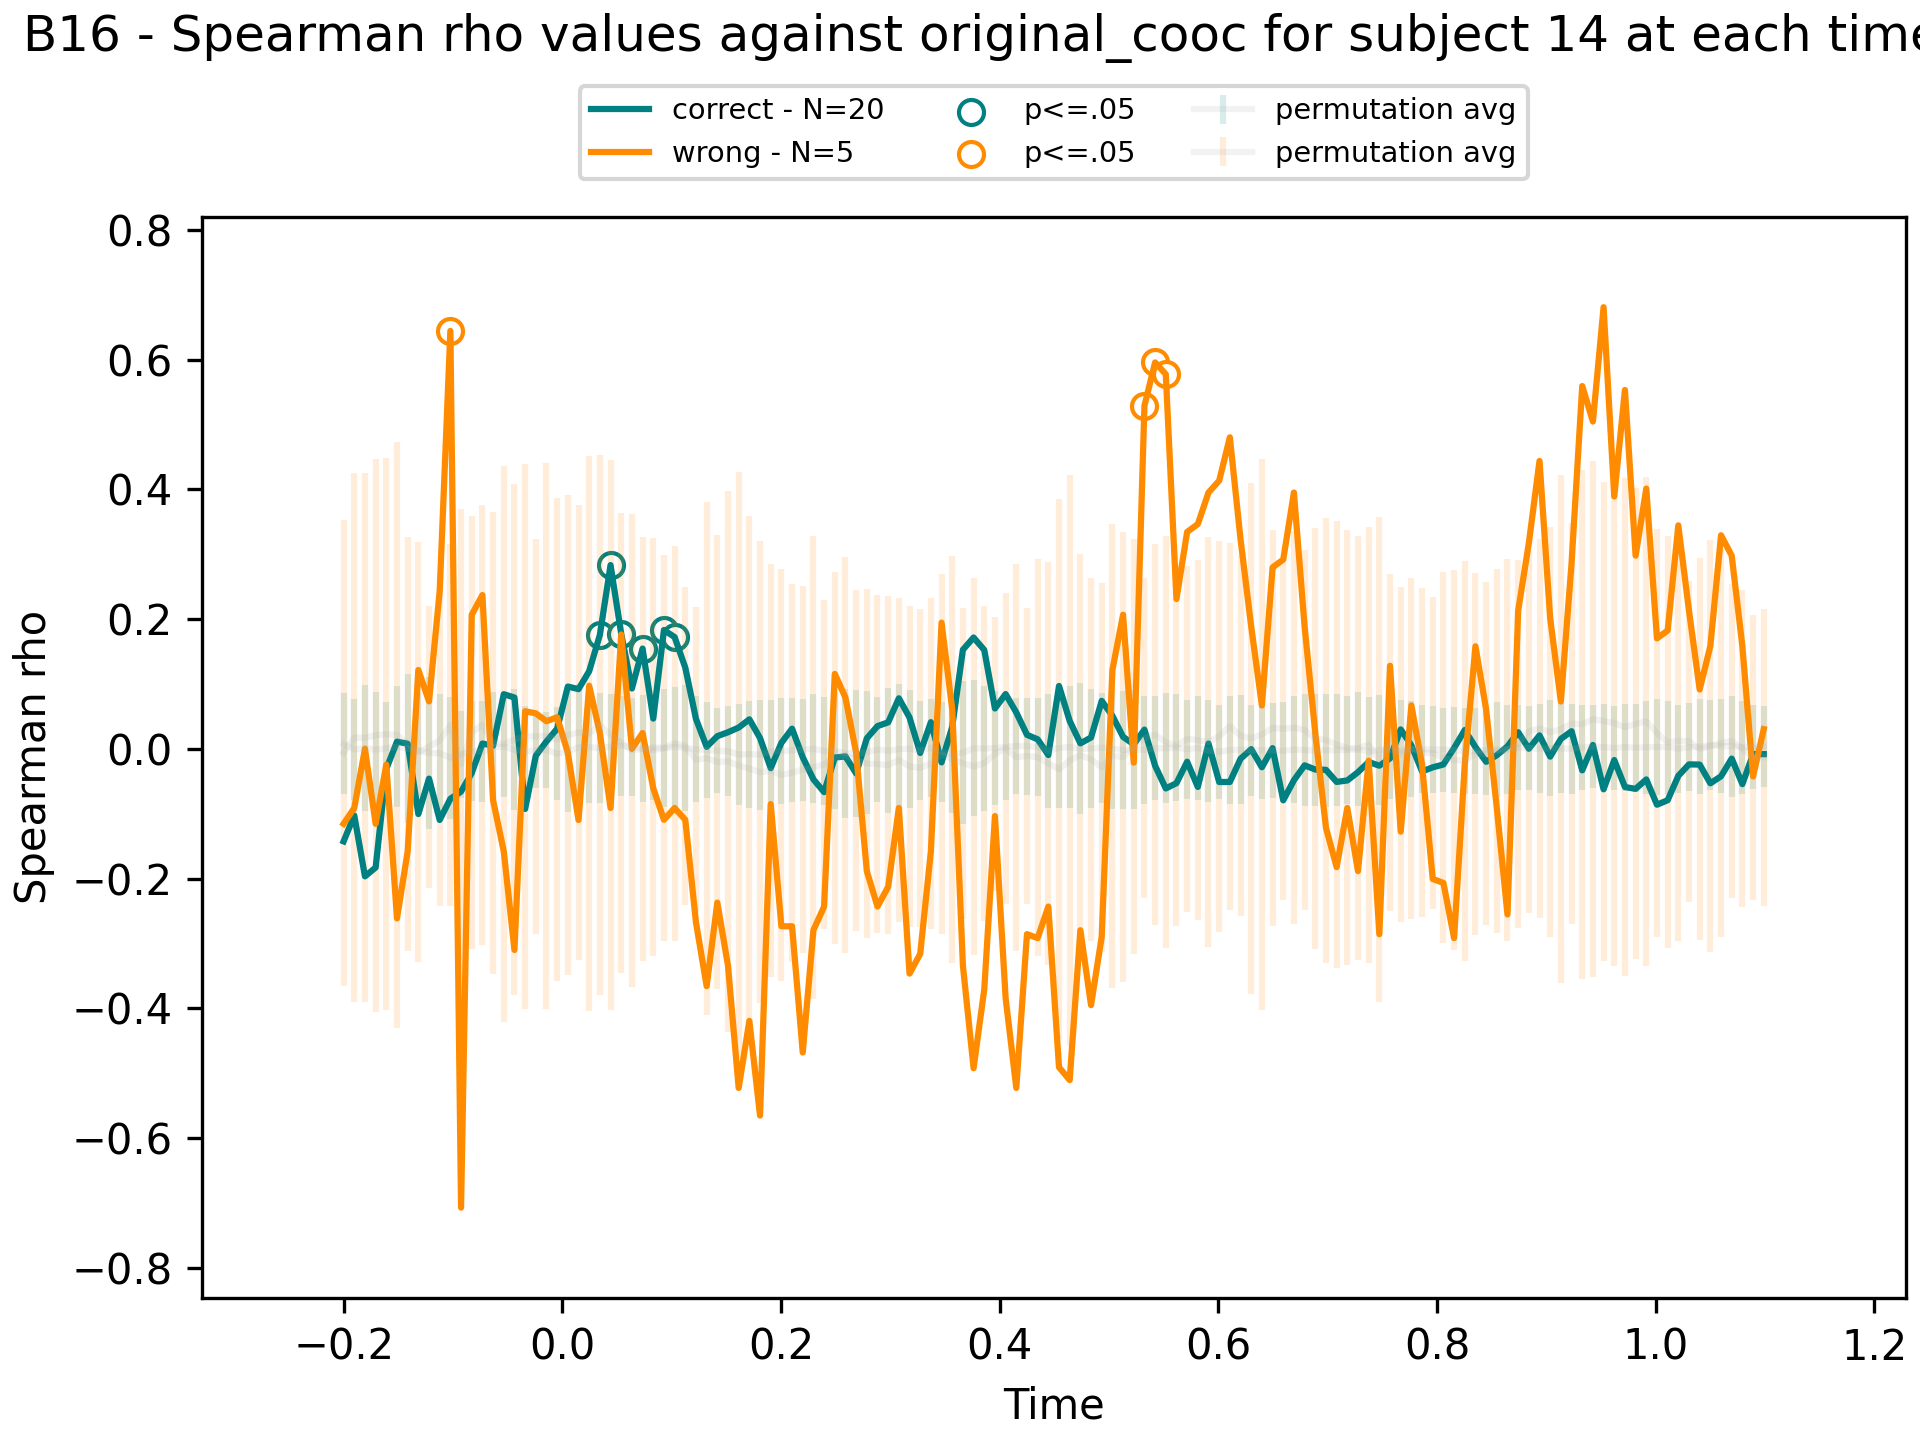 B16 - Spearman rho values against original_cooc for subject 14 at each time
correct - N=20
wrong - N=5
p<=.05
p<=.05
permutation avg
permutation avg
Spearman rho
0.8
0.6
0.4
0.2
0.0
−0.2
−0.4
−0.6
−0.8
−0.2
0.0
0.2
0.4
0.6
0.8
1.0
1.2
Time